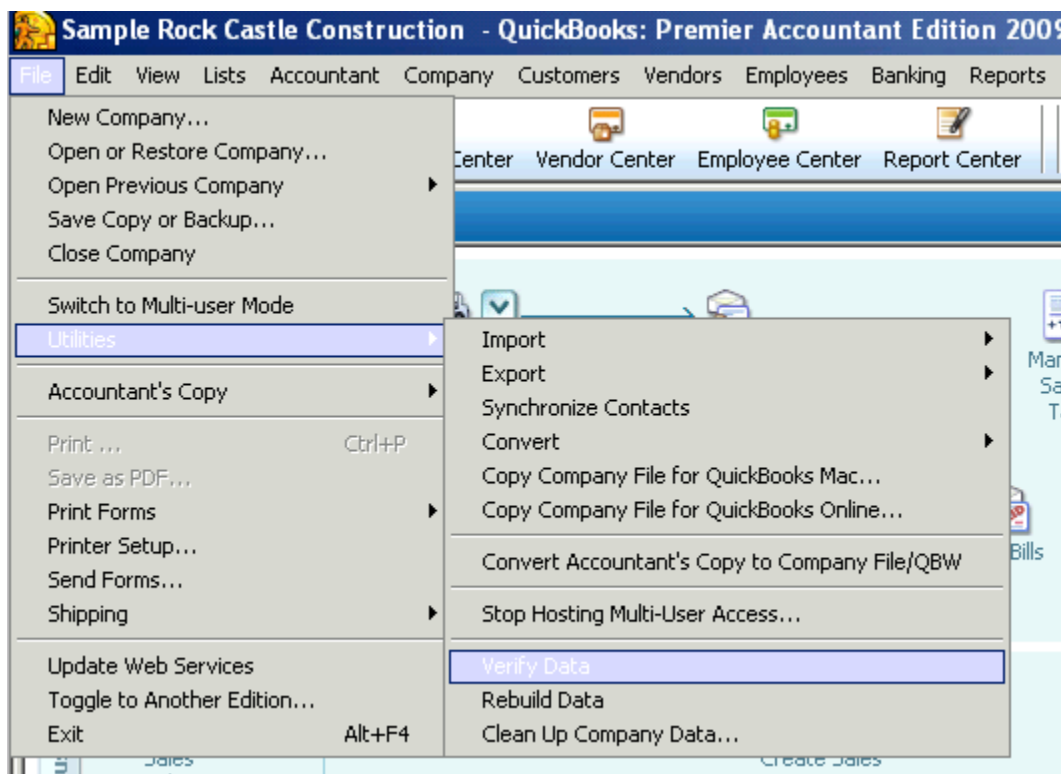 Sample Rock Castle Construction - QuickBooks: Premier Accountant Edition 2009
File Edit View Lists Accountant Company Customers Vendors Employees Banking Reports
New Company...
Open or Restore Company...
Open Previous Company
Save Copy or Backup...
Close Company
Switch to Multi-user Mode
Utilities
Accountant's Copy
Print ... Ctrl+P
Save as PDF...
Print Forms
Printer Setup...
Send Forms...
Shipping
Update Web Services
Toggle to Another Edition...
Exit Alt+F4
Center Vendor Center Employee Center Report Center
Import
Export
Synchronize Contacts
Convert
Copy Company File for QuickBooks Mac...
Copy Company File for QuickBooks Online...
Convert Accountant's Copy to Company File/QBW
Stop Hosting Multi-User Access...
Verify Data
Rebuild Data
Clean Up Company Data...
Bills
Sales
Create Sales